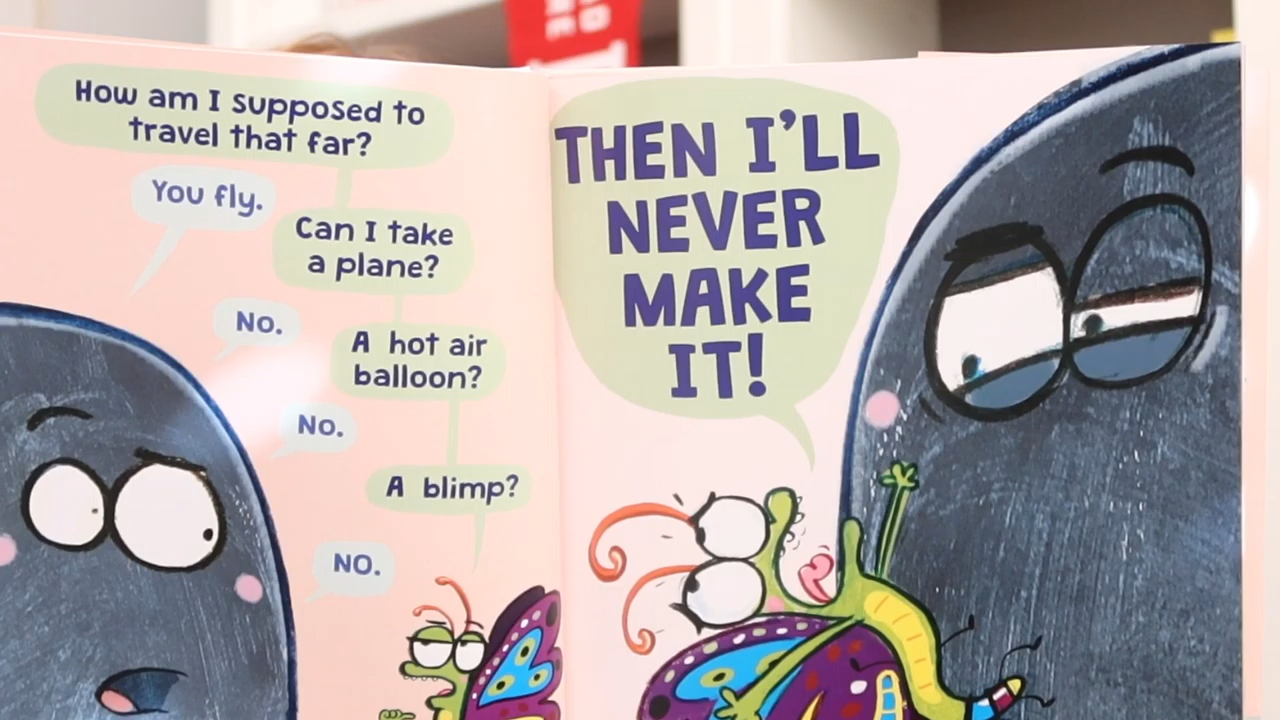 How am I supposed to
travel that far?
You fly.
Can I take
a plane?
No.
A hot air
balloon?
No.
A blimp?
NO.
THEN I'LL
NEVER
MAKE
IT!